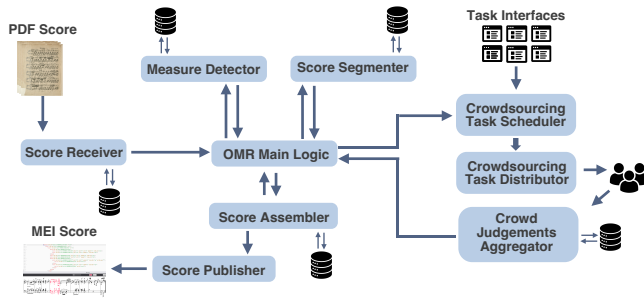 PDF Score
Task Interfaces
Measure Detector
Score Segmenter
Crowdsourcing
Task Scheduler
Score Receiver
OMR Main Logic
Crowdsourcing
Task Distributor
Score Assembler
Crowd
Judgements
Aggregator
MEI Score
Score Publisher